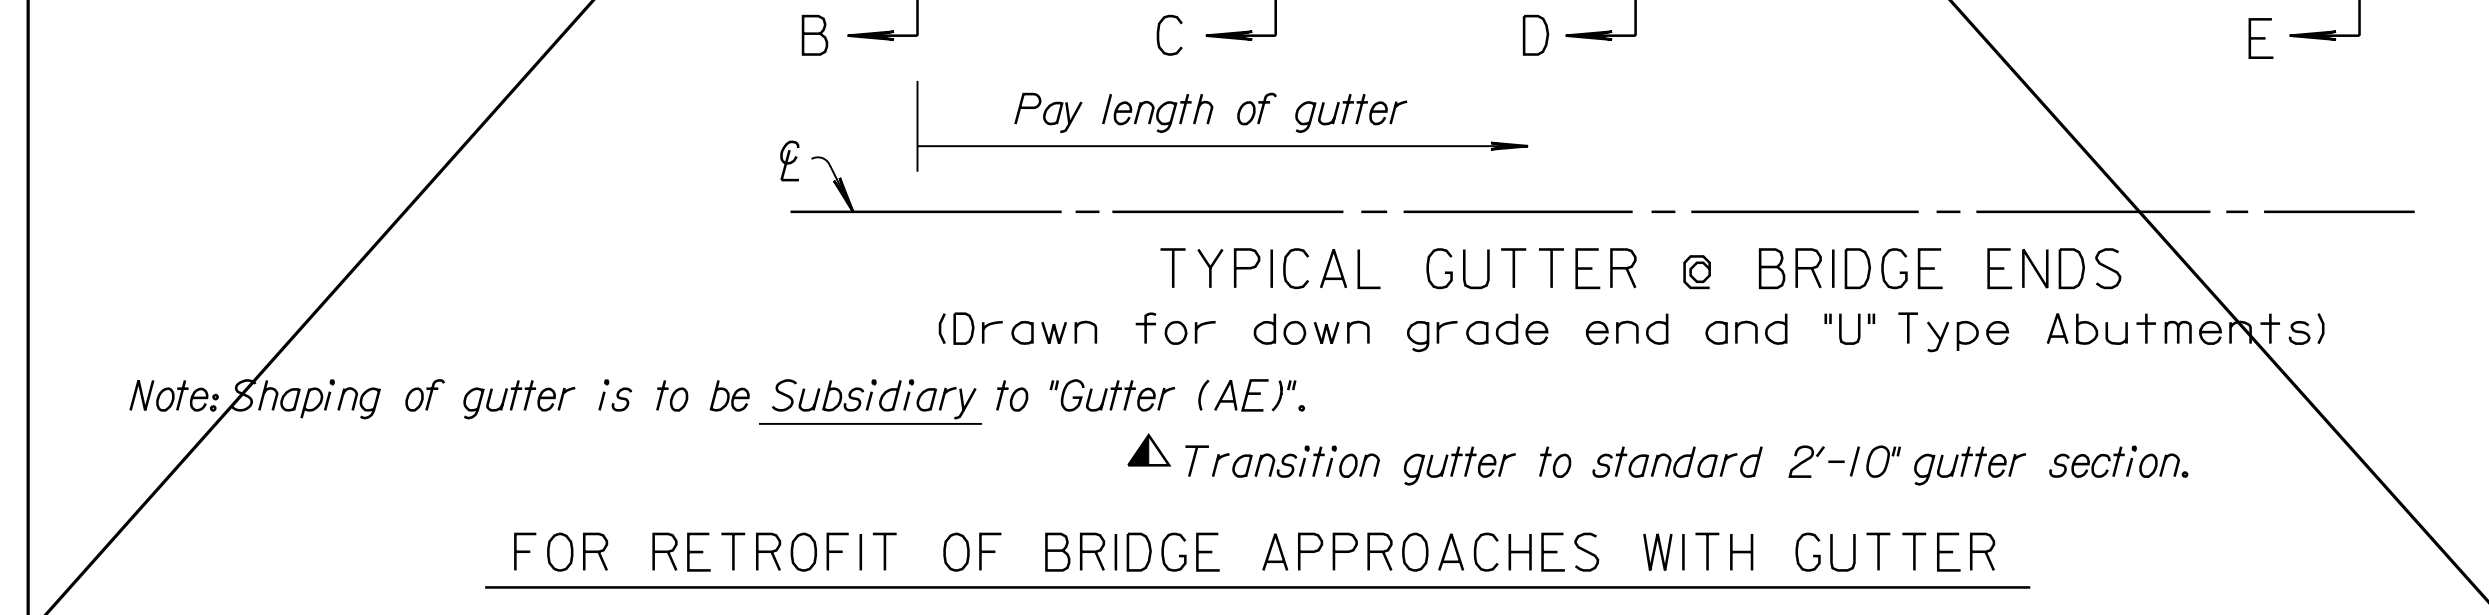 B C D E
Pay length of gutter
℄
TYPICAL GUTTER @ BRIDGE ENDS
(Drawn for down grade end and "U" Type Abutments)
Note: Shaping of gutter is to be Subsidiary to "Gutter (AE)".
Transition gutter to standard 2'-10" gutter section.
FOR RETROFIT OF BRIDGE APPROACHES WITH GUTTER